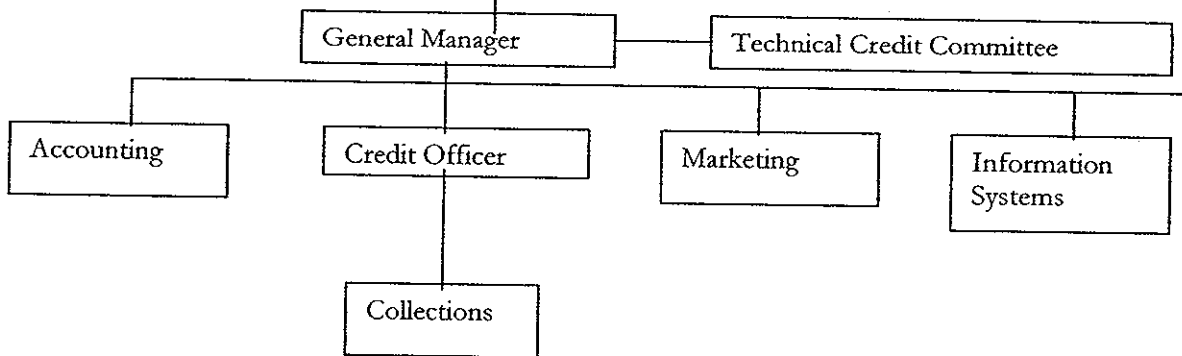 General Manager
Technical Credit Committee
Accounting
Credit Officer
Marketing
Information
Systems
Collections